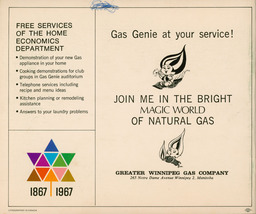 FREE SERVICES
OF THE HOME
ECONOMICS
DEPARTMENT
• Demonstration of your new Gas
appliance in your home
• Cooking demonstrations for club
groups in Gas Genie auditorium
• Telephone services including
recipe and menu ideas
• Kitchen planning or remodeling
assistance
• Answers to your laundry problems
1867 1967
Gas Genie at your service!
JOIN ME IN THE BRIGHT
MAGIC WORLD
OF NATURAL GAS
GREATER WINNIPEG GAS COMPANY
265 Notre Dame Avenue Winnipeg 2, Manitoba